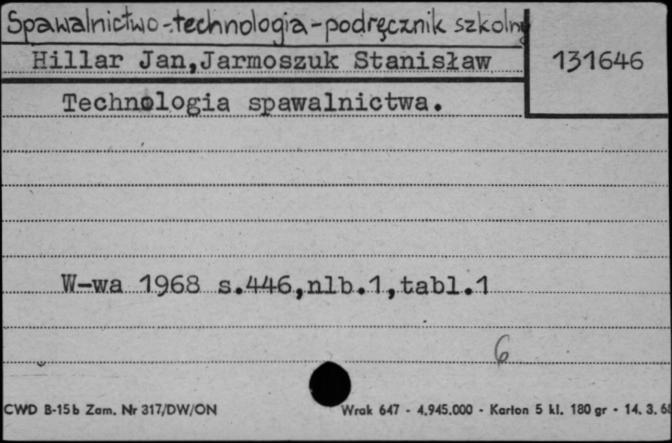 Spawalnictwo-technologia-podręcznik szkolny
Hillar Jan,Jarmoszuk Stanisław
131646
Technologia spawalnictwa.
W-wa 1968 s.446,nlb.1,tabl.1
6
CWD B-15b Zam. Nr 317/DW/ON
Wrak 647 - 4.945.000 - Karton 5 kl. 180 gr - 14. 3. 6